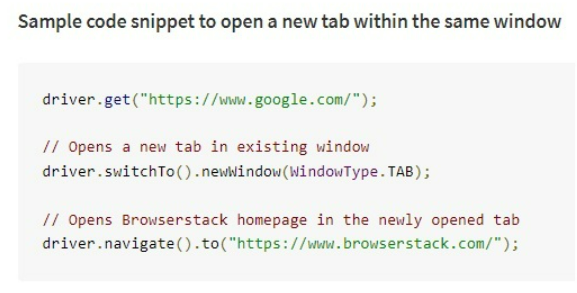 Sample code snippet to open a new tab within the same window
driver.get("https://www.google.com/");
// Opens a new tab in existing window
driver.switchTo().newWindow(WindowType.TAB);
// Opens Browserstack homepage in the newly opened tab
driver.navigate().to("https://www.browserstack.com/");